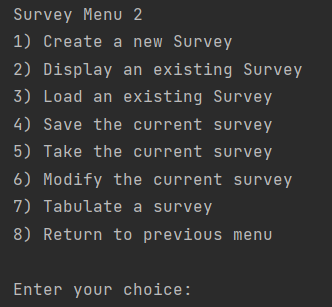 Survey Menu 2
1) Create a new Survey
2) Display an existing Survey
3) Load an existing Survey
4) Save the current survey
5) Take the current survey
6) Modify the current survey
7) Tabulate a survey
8) Return to previous menu
Enter your choice: